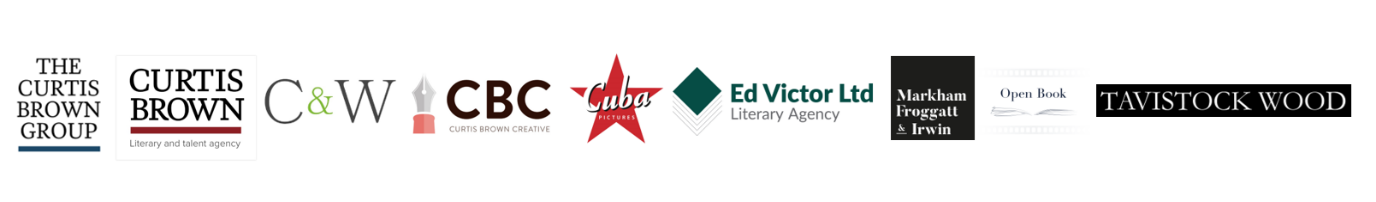 THE
CURTIS
BROWN
GROUP
CURTIS
BROWN
Literary and talent agency
C&W
CBC
CURTIS BROWN CREATIVE
Cuba
PICTURES
Ed Victor Ltd
Literary Agency
Markham
Froggatt
& Irwin
Open Book
TAVISTOCK WOOD